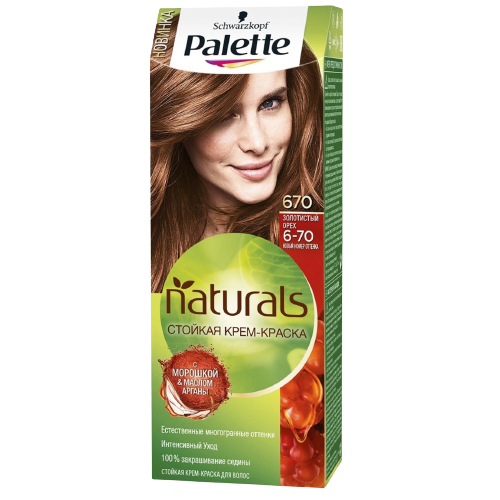 НОВИНКА
Schwarzkopf
Palette
670
ЗОЛОТИСТЫЙ
ОРЕХ
6-70
НОВЫЙ НОМЕР ОТТЕНКА
naturals
СТОЙКАЯ КРЕМ-КРАСКА
С
МОРОШКОЙ
& МАСЛОМ
АРГАНЫ
Естественные многогранные оттенки
Интенсивный Уход
100% закрашивание седины
СТОЙКАЯ КРЕМ-КРАСКА ДЛЯ ВОЛОС